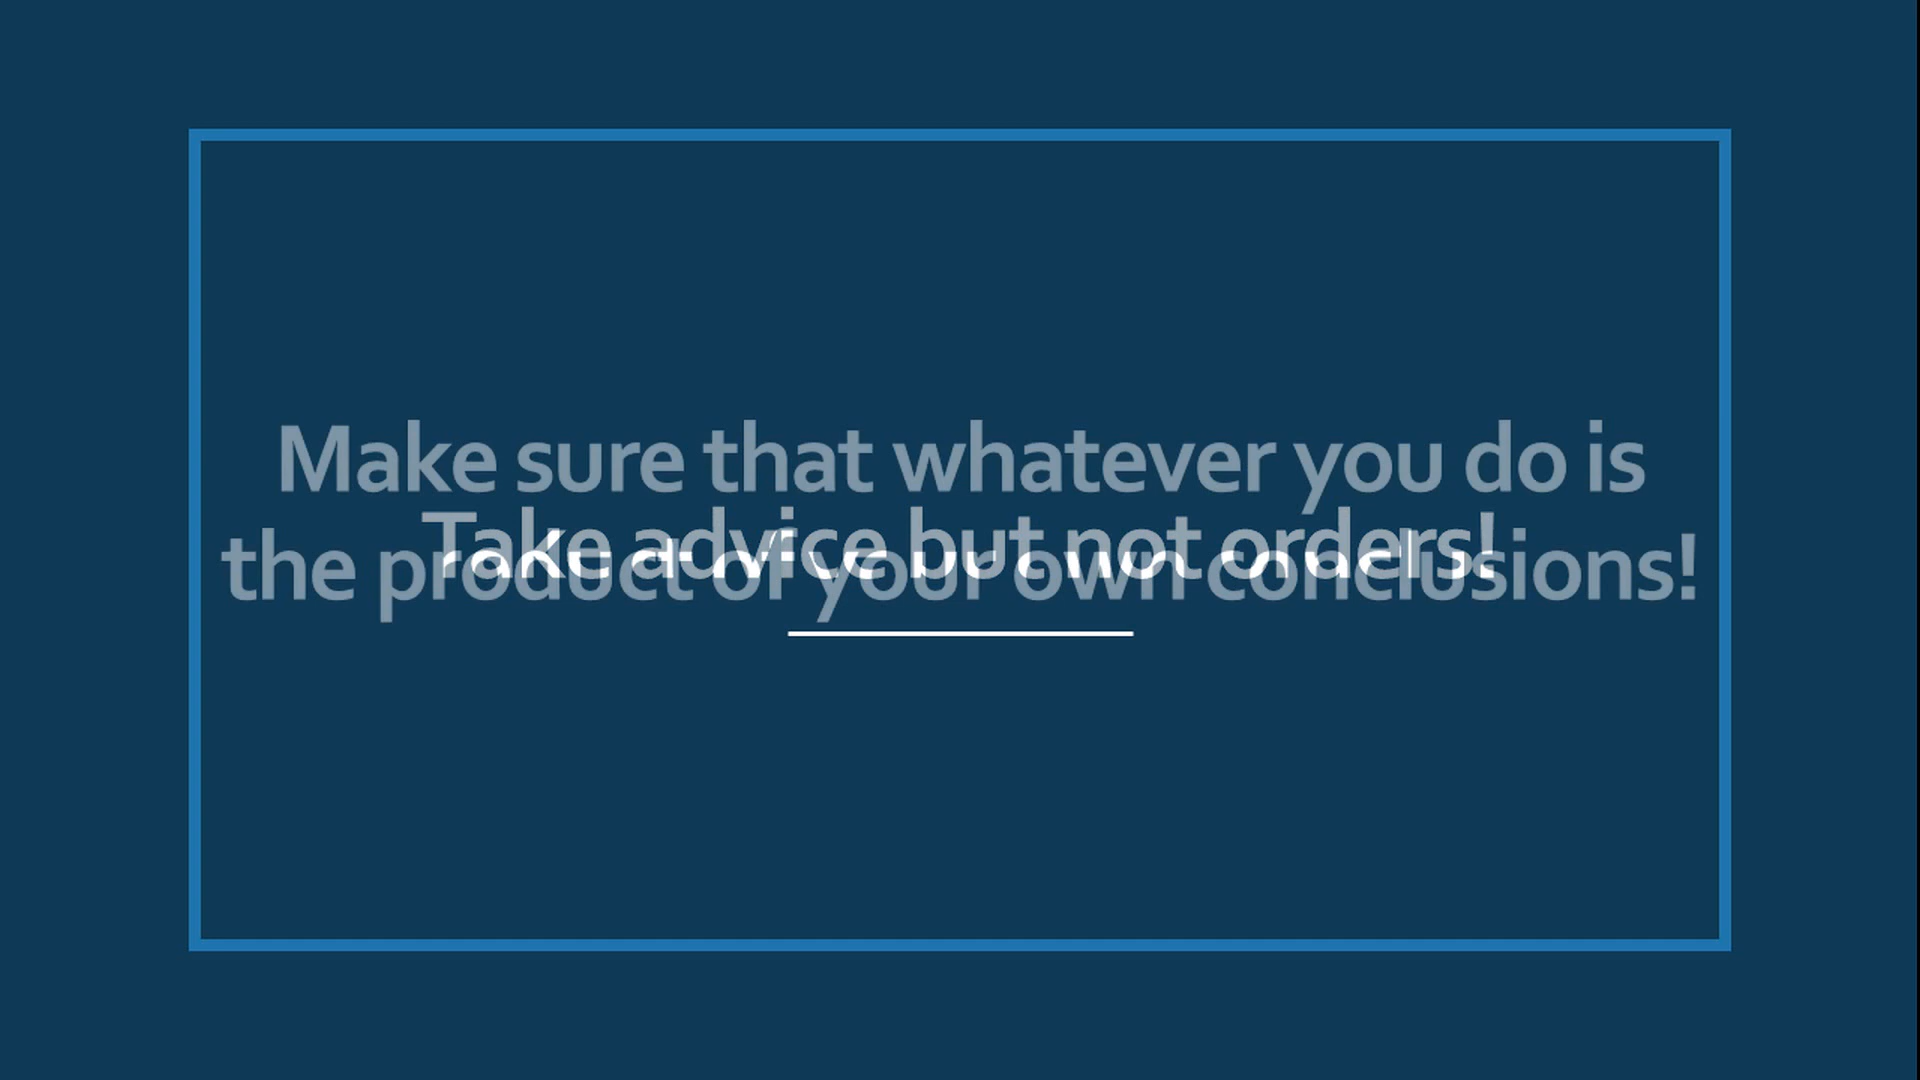 Make sure that whatever you do is
Take advice but not orders!
the product of your own conclusions!